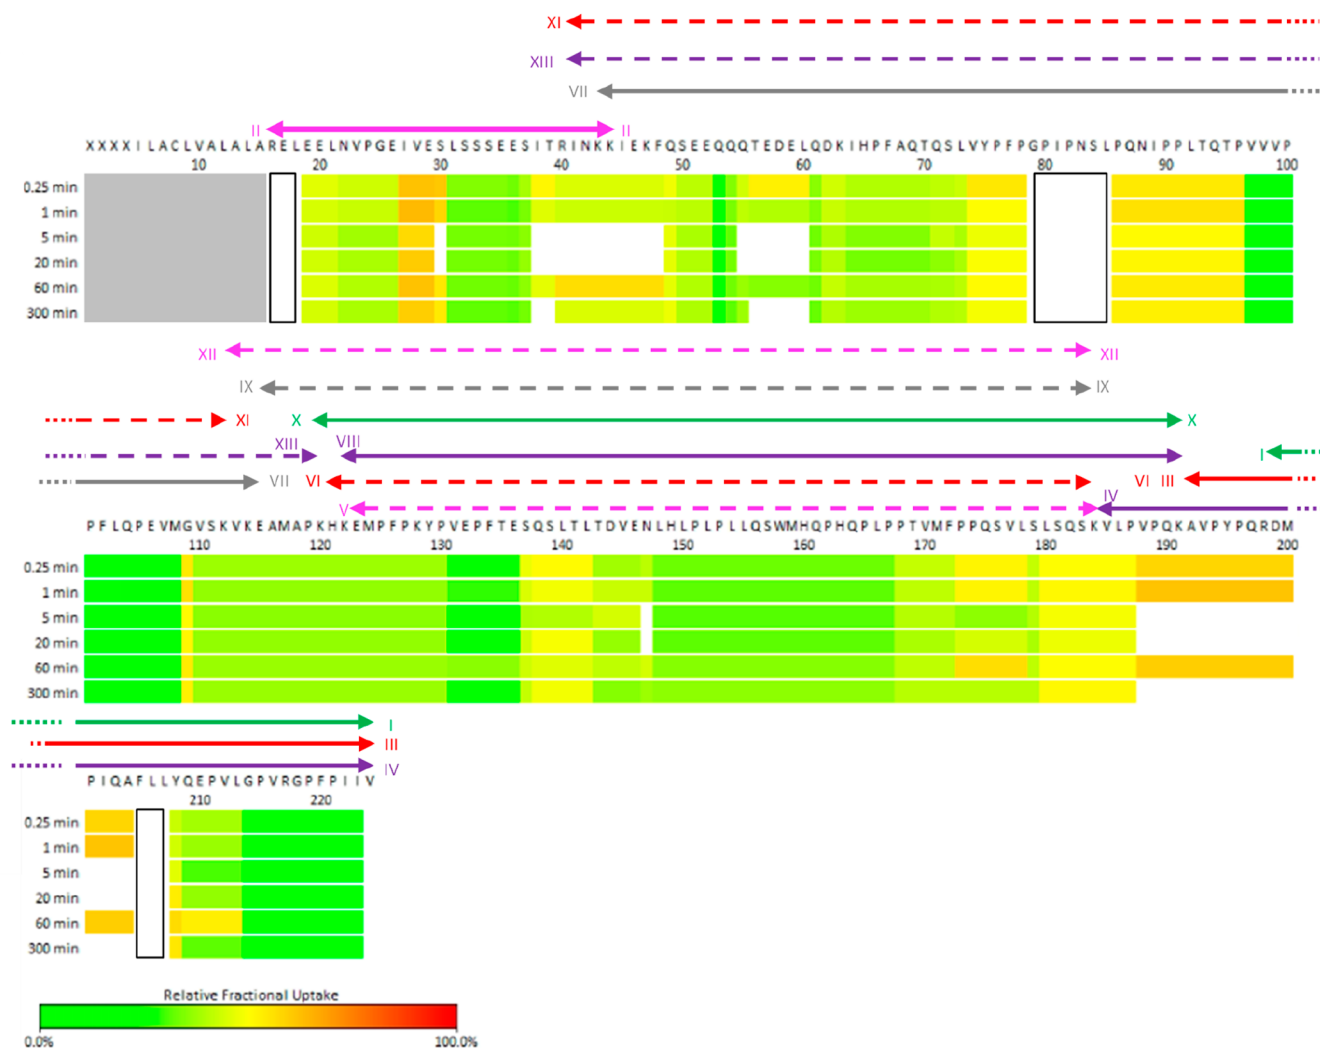 XI
XIII
VII
II II
XXXXILACLVALALARELEELNVPGEIVESLSSSEESITRINKKIEKFQSEEQQQTEDELQDKIHPFAQTQSLVYPFPGPIPNSLPQNIPPLTQTPVVVP
10 20 30 40 50 60 70 80 90 100
0.25 min
1 min
5 min
20 min
60 min
300 min
XII XII
IX IX
XI X X
XIII VIII I
VII VI VI III
V IV
PFLQPEVMGVSKVKEAMAPKHKEMPFPKYPVEPFTESQSLTLTDVENLHLPLPLLQSWMHQPHQPLPPTVMFPPQSVLSLSQSKVLPVPQKAVPYPQRDM
110 120 130 140 150 160 170 180 190 200
0.25 min
1 min
5 min
20 min
60 min
300 min
I
III
IV
PIQAFLLYQEPVLGPVRGPFPIIV
210 220
0.25 min
1 min
5 min
20 min
60 min
300 min
Relative Fractional Uptake
0.0% 100.0%